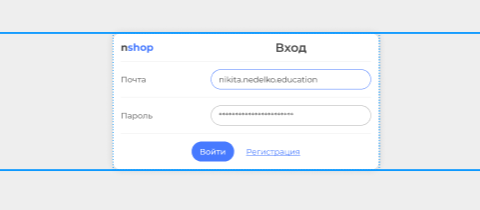 nshop Вход
Почта nikita.nedelko.education
Пароль ************************
Войти Регистрация